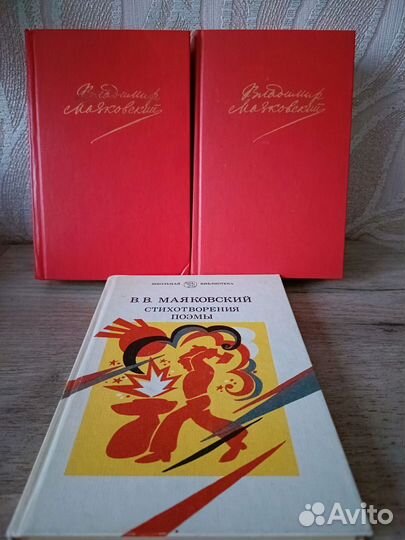 Владимир
Маяковский
Владимир
Маяковский
ШКОЛЬНАЯ БИБЛИОТЕКА
В. В. МАЯКОВСКИЙ
СТИХОТВОРЕНИЯ
ПОЭМЫ
Avito